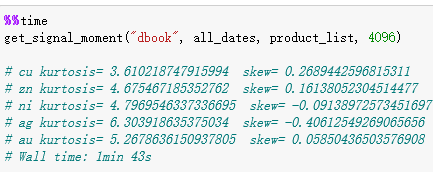 %%time
get_signal_moment("dbook", all_dates, product_list, 4096)
# cu kurtosis= 3.610218747915994 skew= 0.2689442596815311
# zn kurtosis= 4.675467185352762 skew= 0.16138052304514477
# ni kurtosis= 4.7969546337336695 skew= -0.09138972573451697
# ag kurtosis= 6.303918635375034 skew= -0.40612549269065656
# au kurtosis= 5.2678636150937805 skew= 0.05850436503576908
# Wall time: 1min 43s